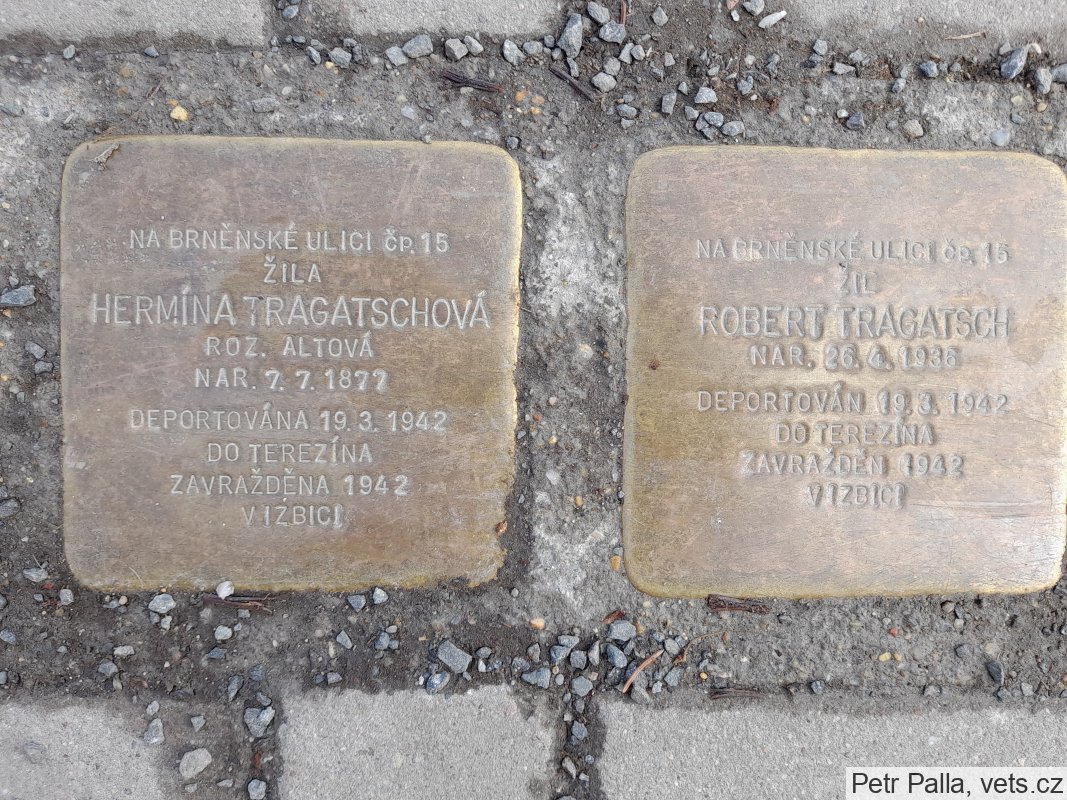 NA BRNĚNSKÉ ULICI čp. 15
ŽILA
HERMÍNA TRAGATSCHOVÁ
ROZ. ALTOVÁ
NAR. 7. 7. 1877
DEPORTOVÁNA 19. 3. 1942
DO TEREZÍNA
ZAVRAŽDĚNA 1942
V IZBICI
NA BRNĚNSKÉ ULICI čp. 15
ŽIL
ROBERT TRAGATSCH
NAR. 26. 4. 1936
DEPORTOVÁN 19. 3. 1942
DO TEREZÍNA
ZAVRAŽDĚN 1942
V IZBICI
Petr Palla, vets.cz